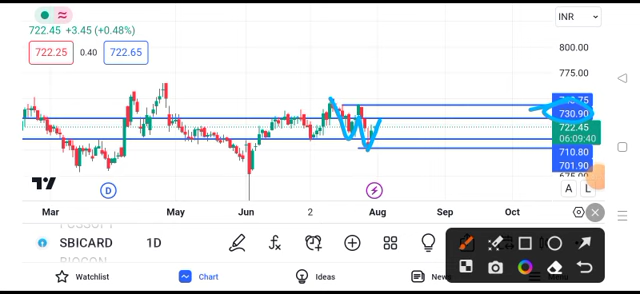 INR
722.45 +3.45 (+0.48%)
722.25 0.40 722.65
800.00
775.00
730.90
722.45
06:09:40
710.80
701.90
D
A L
Mar May Jun 2 Aug Sep Oct
SBICARD 1D
Watchlist Chart Ideas News